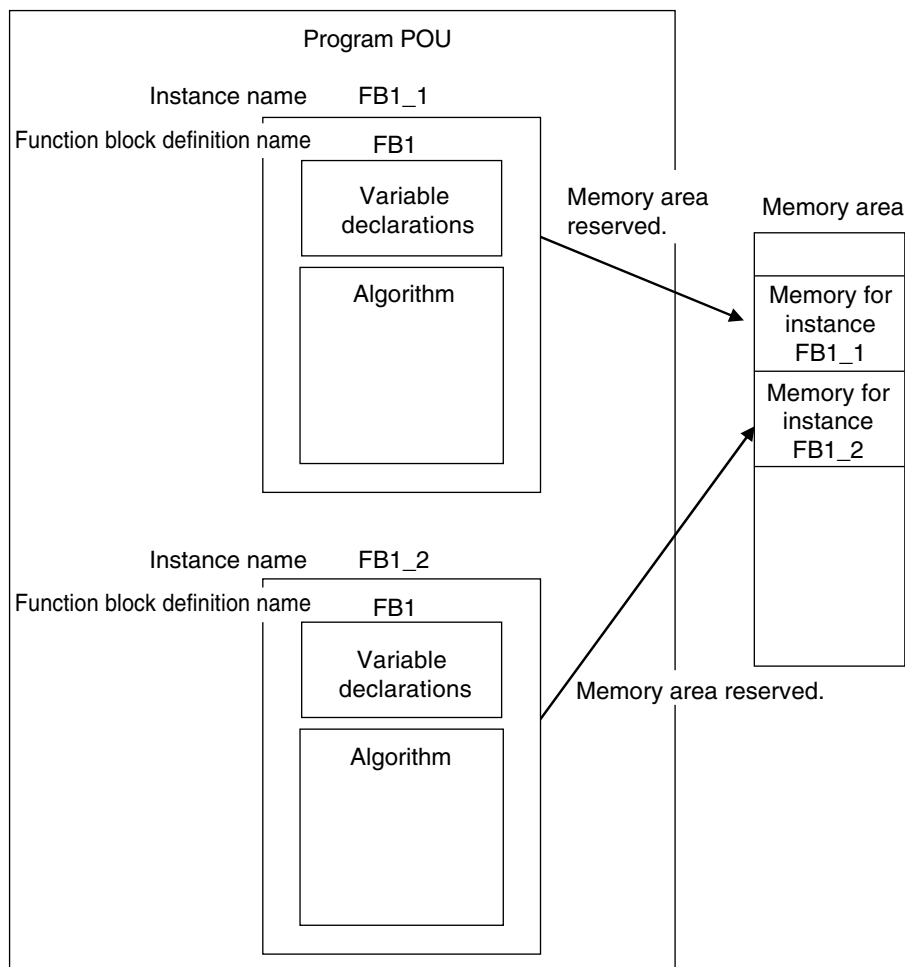 Program POU
Instance name FB1_1
Function block definition name FB1
Variable
declarations
Algorithm
Memory area
reserved.
Memory area
Memory for
instance
FB1_1
Memory for
instance
FB1_2
Instance name FB1_2
Function block definition name FB1
Variable
declarations
Memory area reserved.
Algorithm